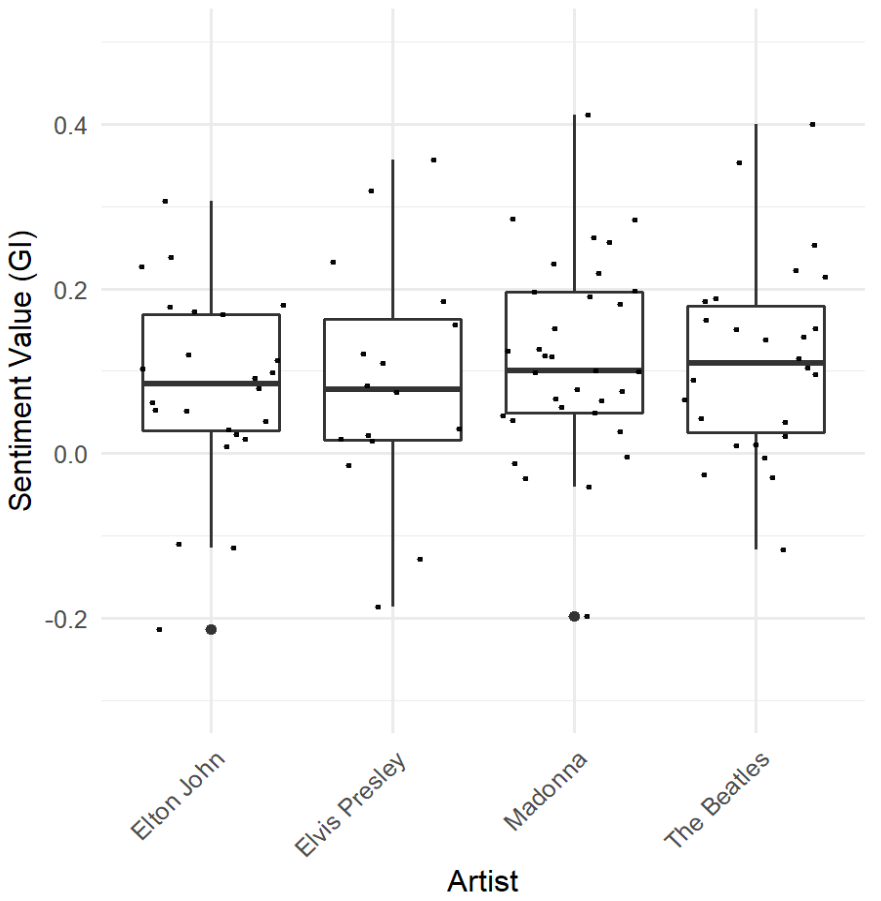 Sentiment Value (GI)
0.4
0.2
0.0
-0.2
Elton John
Elvis Presley
Madonna
The Beatles
Artist